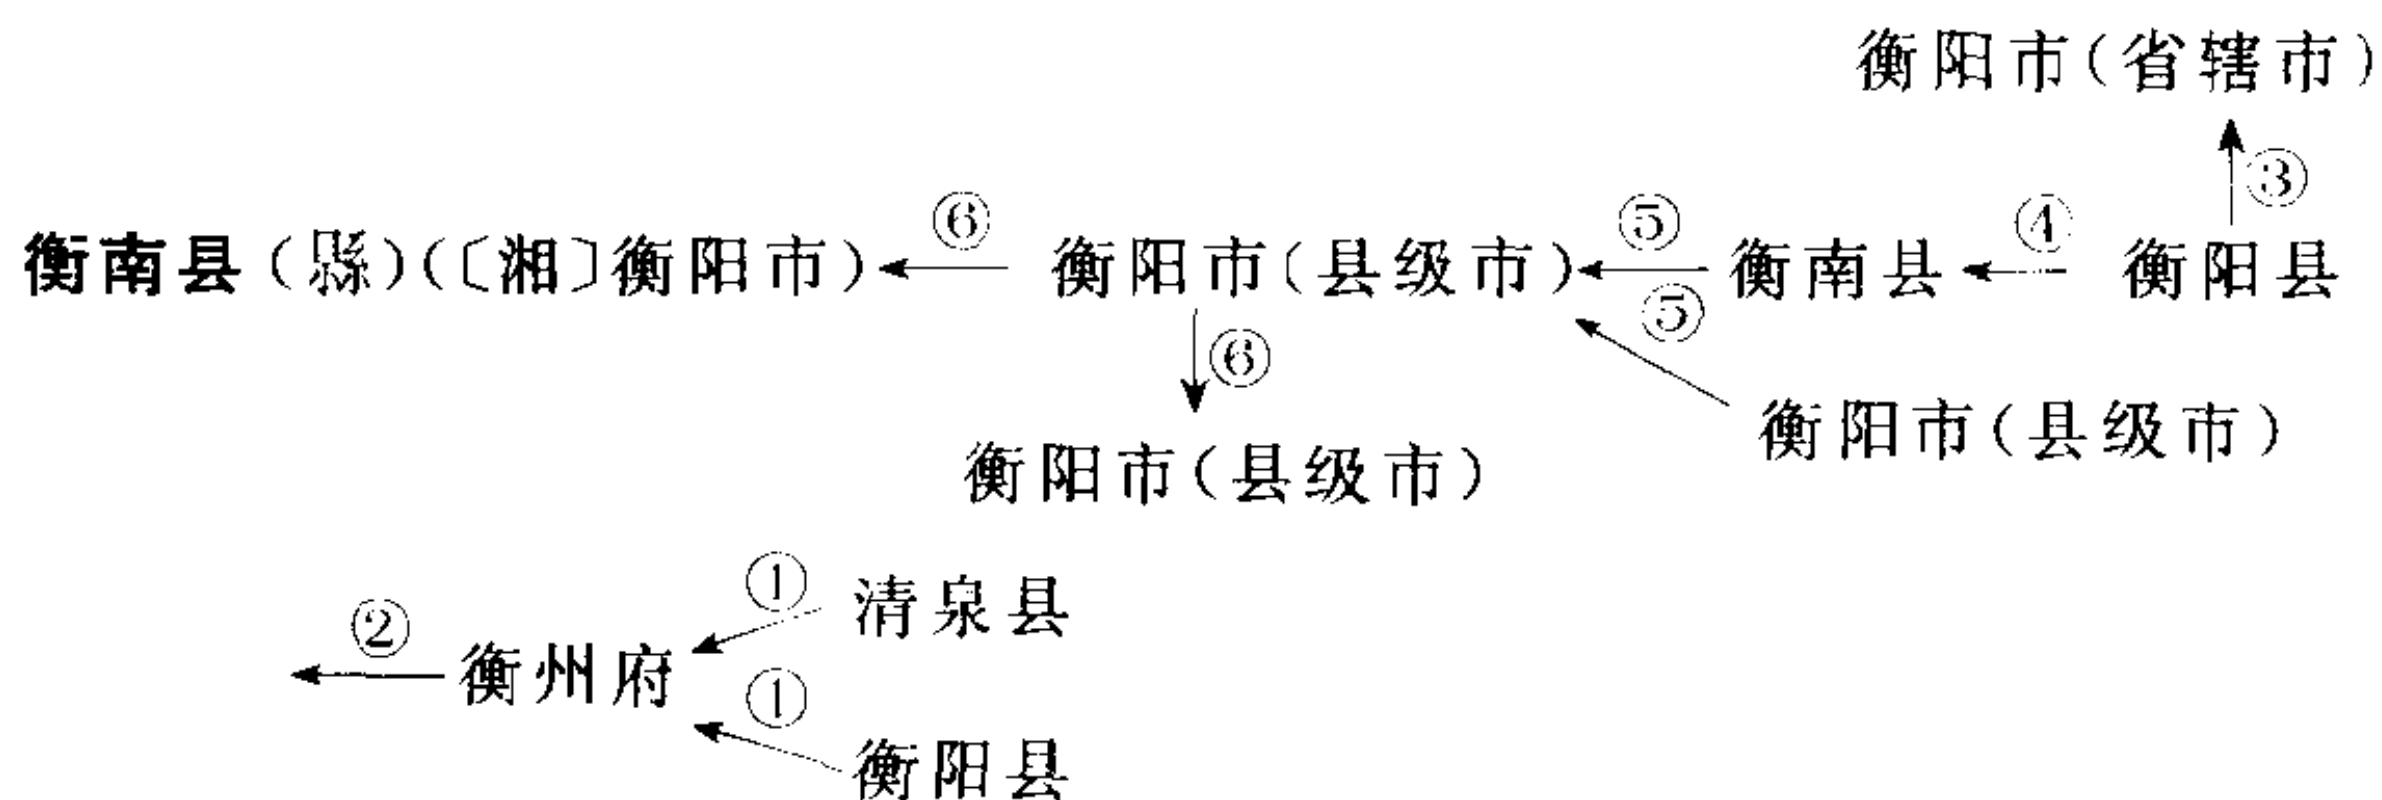 衡阳市(省辖市)
③
⑥ ⑤ ④
衡南县(縣)(〔湘〕衡阳市) 衡阳市(县级市) 衡南县 衡阳县
⑤
⑥
衡阳市(县级市)
衡阳市(县级市)
① 清泉县
② 衡州府
①
衡阳县